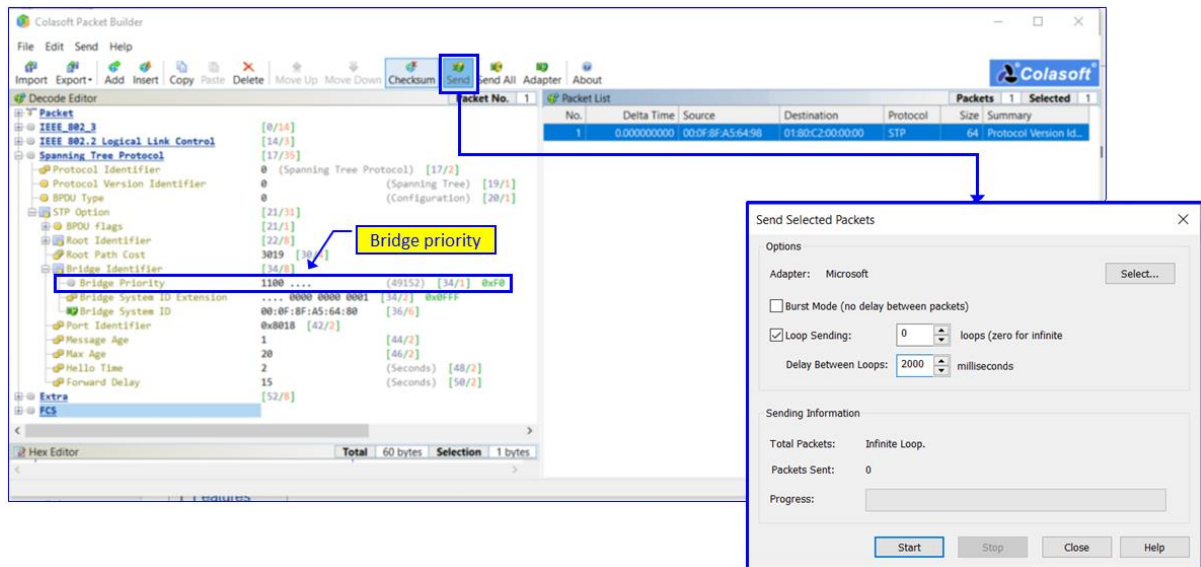 Colasoft Packet Builder
File Edit Send Help
Import Export Add Insert Copy Paste Delete Move Up Move Down Checksum Send Send All Adapter About
Colasoft
Decode Editor Packet No. 1
Packet
IEEE 802_3 [0/14]
IEEE 802.2 Logical Link Control [14/3]
Spanning Tree Protocol [17/35]
Protocol Identifier 0 (Spanning Tree Protocol) [17/2]
Protocol Version Identifier 0 (Spanning Tree) [19/1]
BPDU Type 0 (Configuration) [20/1]
STP Option [21/31]
BPDU flags [21/1]
Root Identifier [22/8]
Root Path Cost 3019
Bridge priority
Bridge Identifier [34/8]
Bridge Priority 1100 .... (49152) [34/1] 0xF0
Bridge System ID Extension .... 0000 0000 0001 [34/2] 0x0FFF
Bridge System ID 00:0F:8F:A5:64:80 [36/6]
Port Identifier 0x8018 [42/2]
Message Age 1 [44/2]
Max Age 20 [46/2]
Hello Time 2 (Seconds) [48/2]
Forward Delay 15 (Seconds) [50/2]
Extra [52/8]
FCS
Hex Editor Total 60 bytes Selection 1 bytes
Packet List Packets 1 Selected 1
No. Delta Time Source Destination Protocol Size Summary
1 0.000000000 00:0F:8F:A5:64:98 01:80:C2:00:00:00 STP 64 Protocol Version Id...
Send Selected Packets
Options
Adapter: Microsoft Select...
Burst Mode (no delay between packets)
Loop Sending: 0 loops (zero for infinite
Delay Between Loops: 2000 milliseconds
Sending Information
Total Packets: Infinite Loop.
Packets Sent: 0
Progress:
Start Stop Close Help